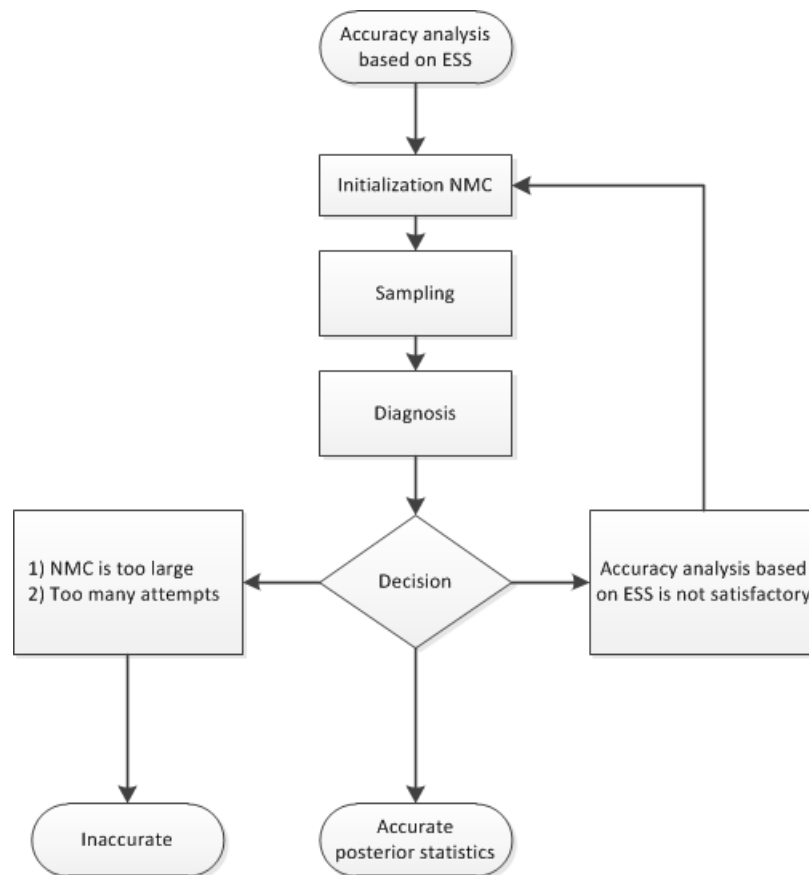 Accuracy analysis
based on ESS
Initialization NMC
Sampling
Diagnosis
1) NMC is too large
2) Too many attempts
Decision
Accuracy analysis based
on ESS is not satisfactory
Inaccurate
Accurate
posterior statistics